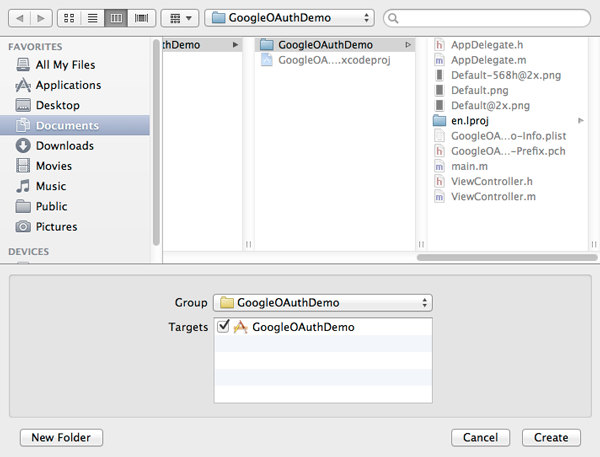 GoogleOAuthDemo
FAVORITES
All My Files
Applications
Desktop
Documents
Downloads
Movies
Music
Public
Pictures
DEVICES
thDemo
GoogleOAuthDemo
GoogleOA....xcodeproj
AppDelegate.h
AppDelegate.m
Default-568h@2x.png
Default.png
Default@2x.png
en.lproj
GoogleOA...o-Info.plist
GoogleOA...-Prefix.pch
main.m
ViewController.h
ViewController.m
Group GoogleOAuthDemo
Targets GoogleOAuthDemo
New Folder Cancel Create